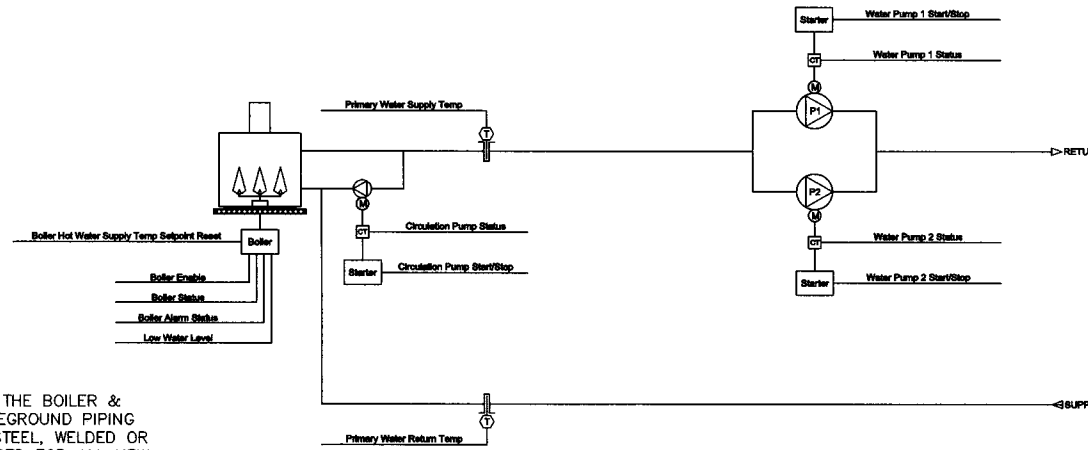 Starter
Water Pump 1 Start/Stop
CT
Water Pump 1 Status
M
P1
Primary Water Supply Temp
T
RETU
P2
M
M
CT
Circulation Pump Status
CT
Water Pump 2 Status
Boiler Hot Water Supply Temp Setpoint Reset
Boiler
Starter
Circulation Pump Start/Stop
Starter
Water Pump 2 Start/Stop
Boiler Enable
Boiler Status
Boiler Alarm Status
Low Water Level
THE BOILER &
EGROUND PIPING
STEEL, WELDED OR
SUPP
T
Primary Water Return Temp